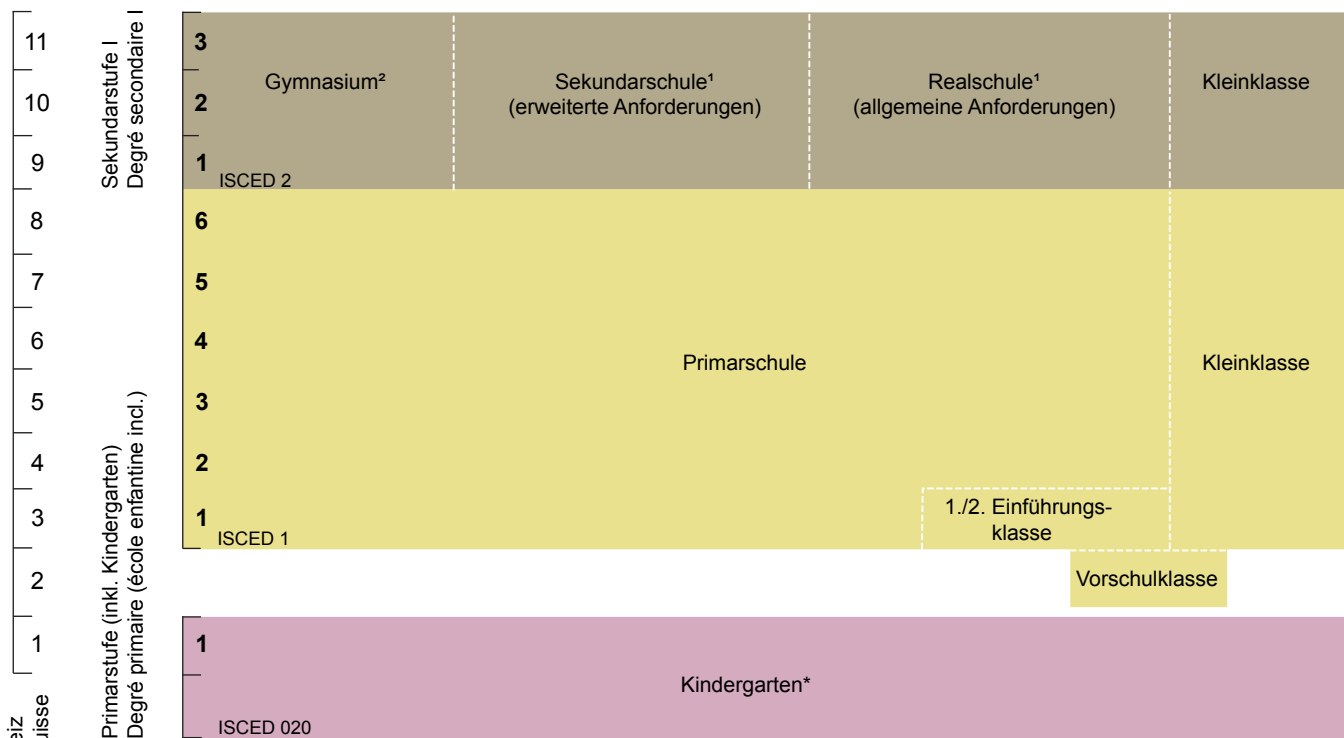 11
10
9
8
7
6
5
4
3
2
1
Sekundarstufe I
Degré secondaire I
Primarstufe (inkl. Kindergarten)
Degré primaire (école enfantine incl.)
3
2
1
ISCED 2
Gymnasium²
Sekundarschule¹
(erweiterte Anforderungen)
Realschule¹
(allgemeine Anforderungen)
Kleinklasse
6
5
4
3
2
1
ISCED 1
Primarschule
Kleinklasse
1./2. Einführungs-
klasse
Vorschulklasse
1
Kindergarten*
ISCED 020